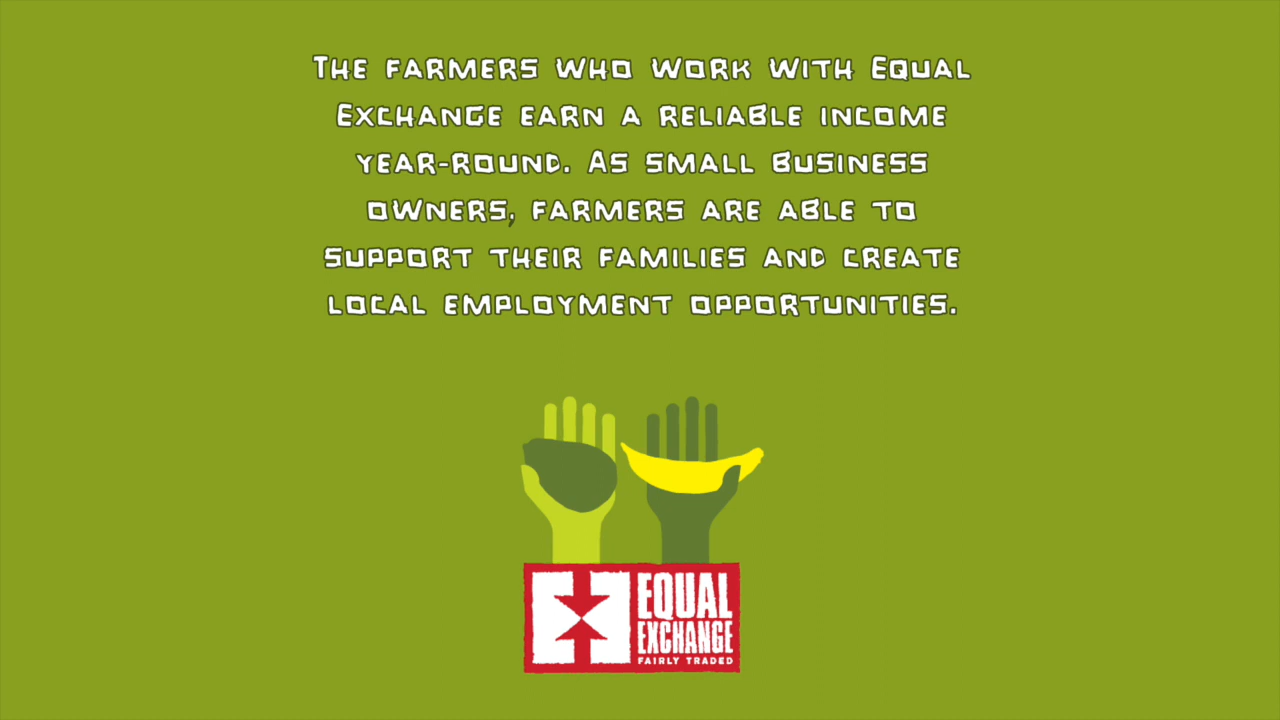 The farmers who work with Equal
Exchange earn a reliable income
year-round. As small business
owners, farmers are able to
support their families and create
local employment opportunities.
EQUAL
EXCHANGE
FAIRLY TRADED